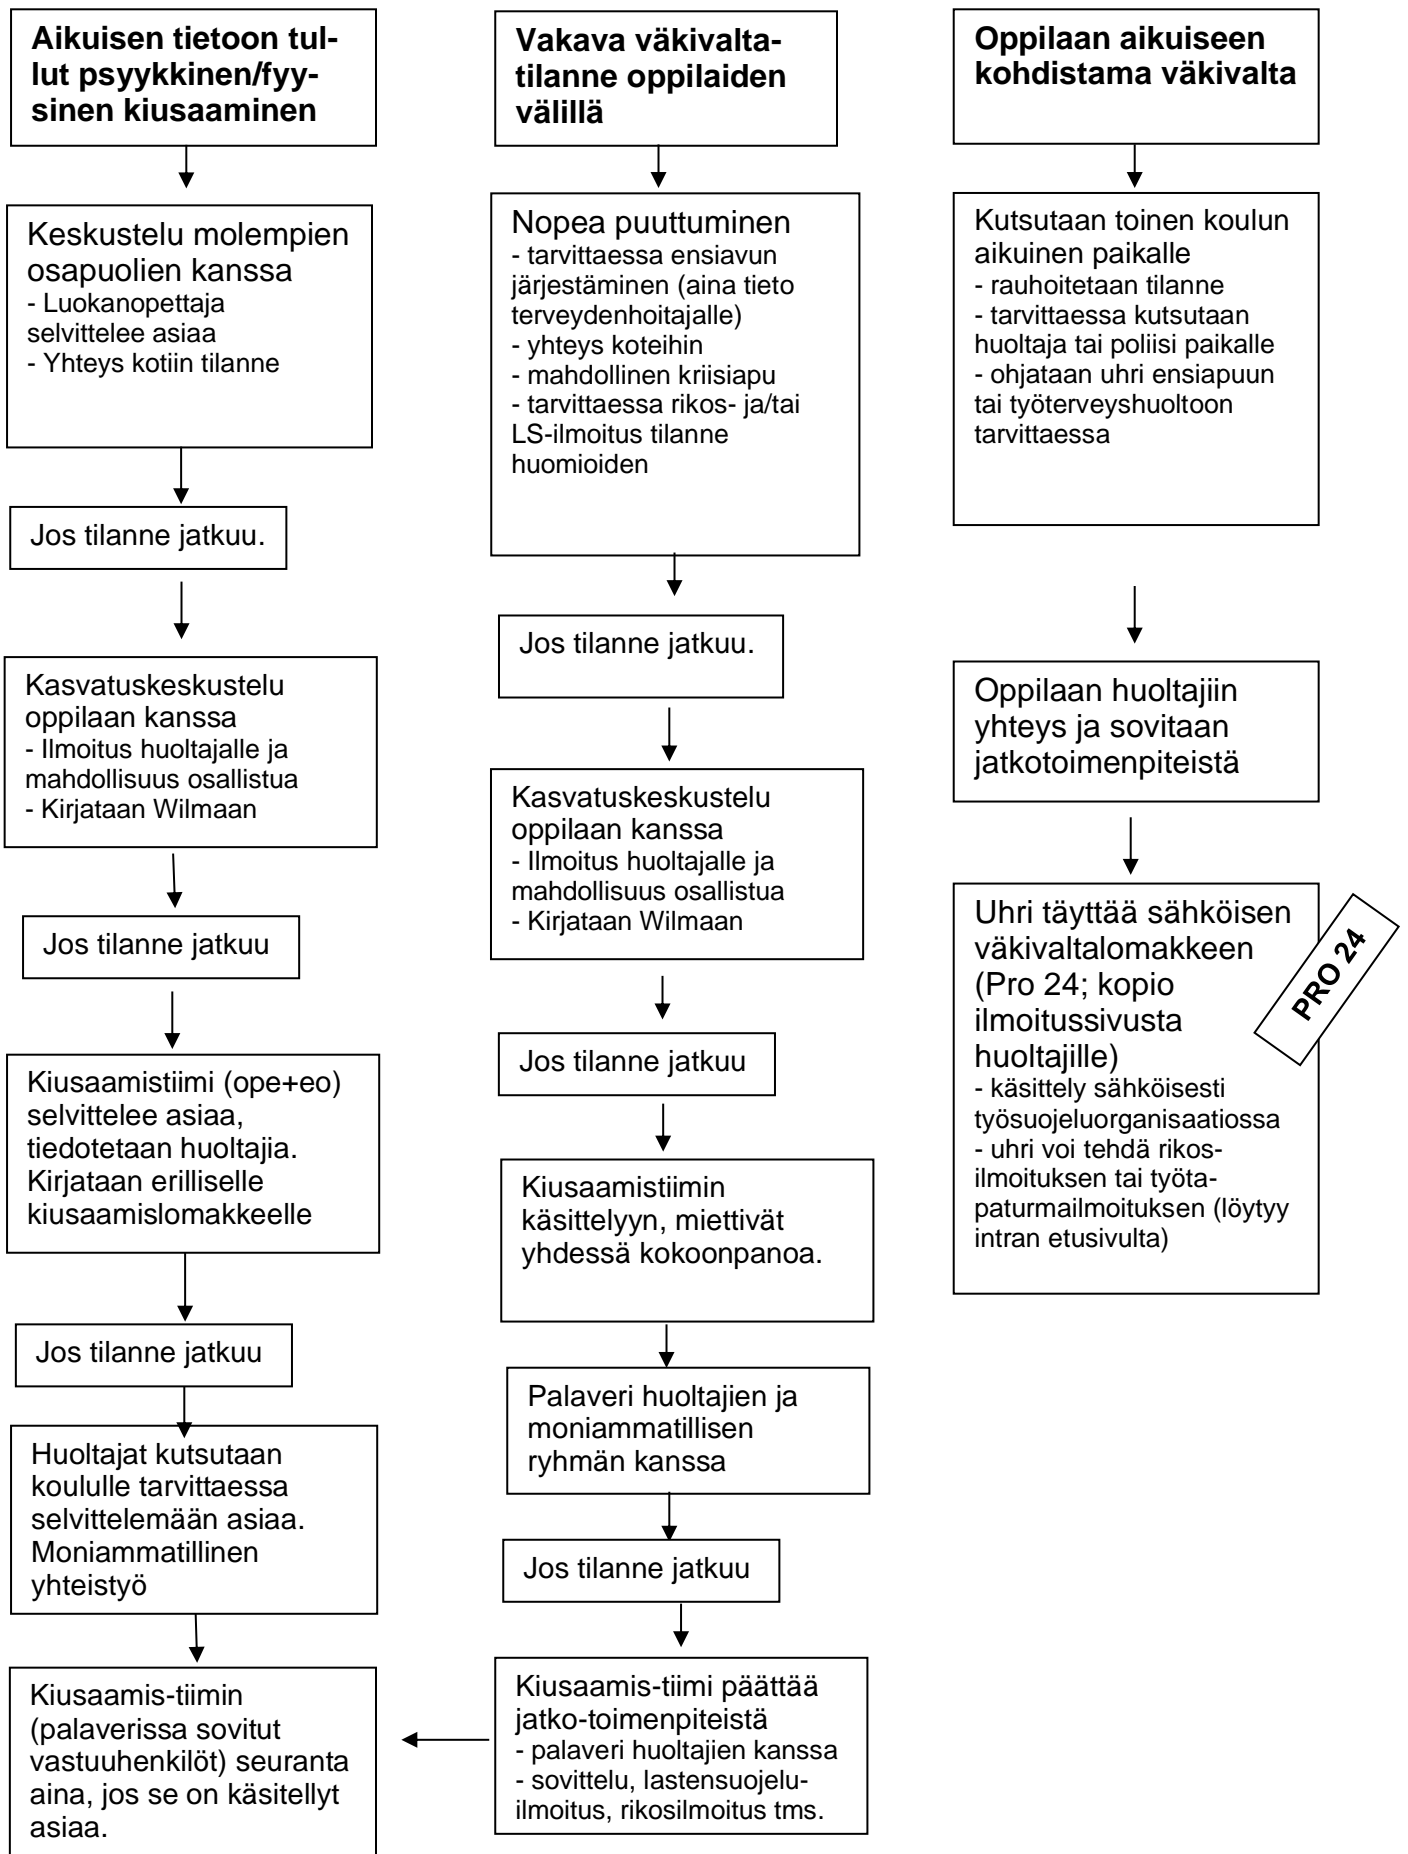 Aikuisen tietoon tul-
lut psyykkinen/fyy-
sinen kiusaaminen
Keskustelu molempien
osapuolien kanssa
- Luokanopettaja
selvittelee asiaa
- Yhteys kotiin tilanne
Jos tilanne jatkuu.
Kasvatuskeskustelu
oppilaan kanssa
- Ilmoitus huoltajalle ja
mahdollisuus osallistua
- Kirjataan Wilmaan
Jos tilanne jatkuu
Kiusaamistiimi (ope+eo)
selvittelee asiaa,
tiedotetaan huoltajia.
Kirjataan erilliselle
kiusaamislomakkeelle
Jos tilanne jatkuu
Huoltajat kutsutaan
koululle tarvittaessa
selvittelemään asiaa.
Moniammatillinen
yhteistyö
Kiusaamis-tiimin
(palaverissa sovitut
vastuuhenkilöt) seuranta
aina, jos se on käsitellyt
asiaa.
Vakava väkivalta-
tilanne oppilaiden
välillä
Nopea puuttuminen
- tarvittaessa ensiavun
järjestäminen (aina tieto
terveydenhoitajalle)
- yhteys koteihin
- mahdollinen kriisiapu
- tarvittaessa rikos- ja/tai
LS-ilmoitus tilanne
huomioiden
Jos tilanne jatkuu.
Kasvatuskeskustelu
oppilaan kanssa
- Ilmoitus huoltajalle ja
mahdollisuus osallistua
- Kirjataan Wilmaan
Jos tilanne jatkuu
Kiusaamistiimin
käsittelyyn, miettivät
yhdessä kokoonpanoa.
Palaveri huoltajien ja
moniammatillisen
ryhmän kanssa
Jos tilanne jatkuu
Kiusaamis-tiimi päättää
jatko-toimenpiteistä
- palaveri huoltajien kanssa
- sovittelu, lastensuojelu-
ilmoitus, rikosilmoitus tms.
Oppilaan aikuiseen
kohdistama väkivalta
Kutsutaan toinen koulun
aikuinen paikalle
- rauhoitetaan tilanne
- tarvittaessa kutsutaan
huoltaja tai poliisi paikalle
- ohjataan uhri ensiapuun
tai työterveyshuoltoon
tarvittaessa
Oppilaan huoltajiin
yhteys ja sovitaan
jatkotoimenpiteistä
Uhri täyttää sähköisen
väkivaltalomakkeen
(Pro 24; kopio
ilmoitussivusta
huoltajille)
- käsittely sähköisesti
työsuojeluorganisaatiossa
- uhri voi tehdä rikos-
ilmoituksen tai työta-
paturmailmoituksen (löytyy
intran etusivulta)
PRO 24